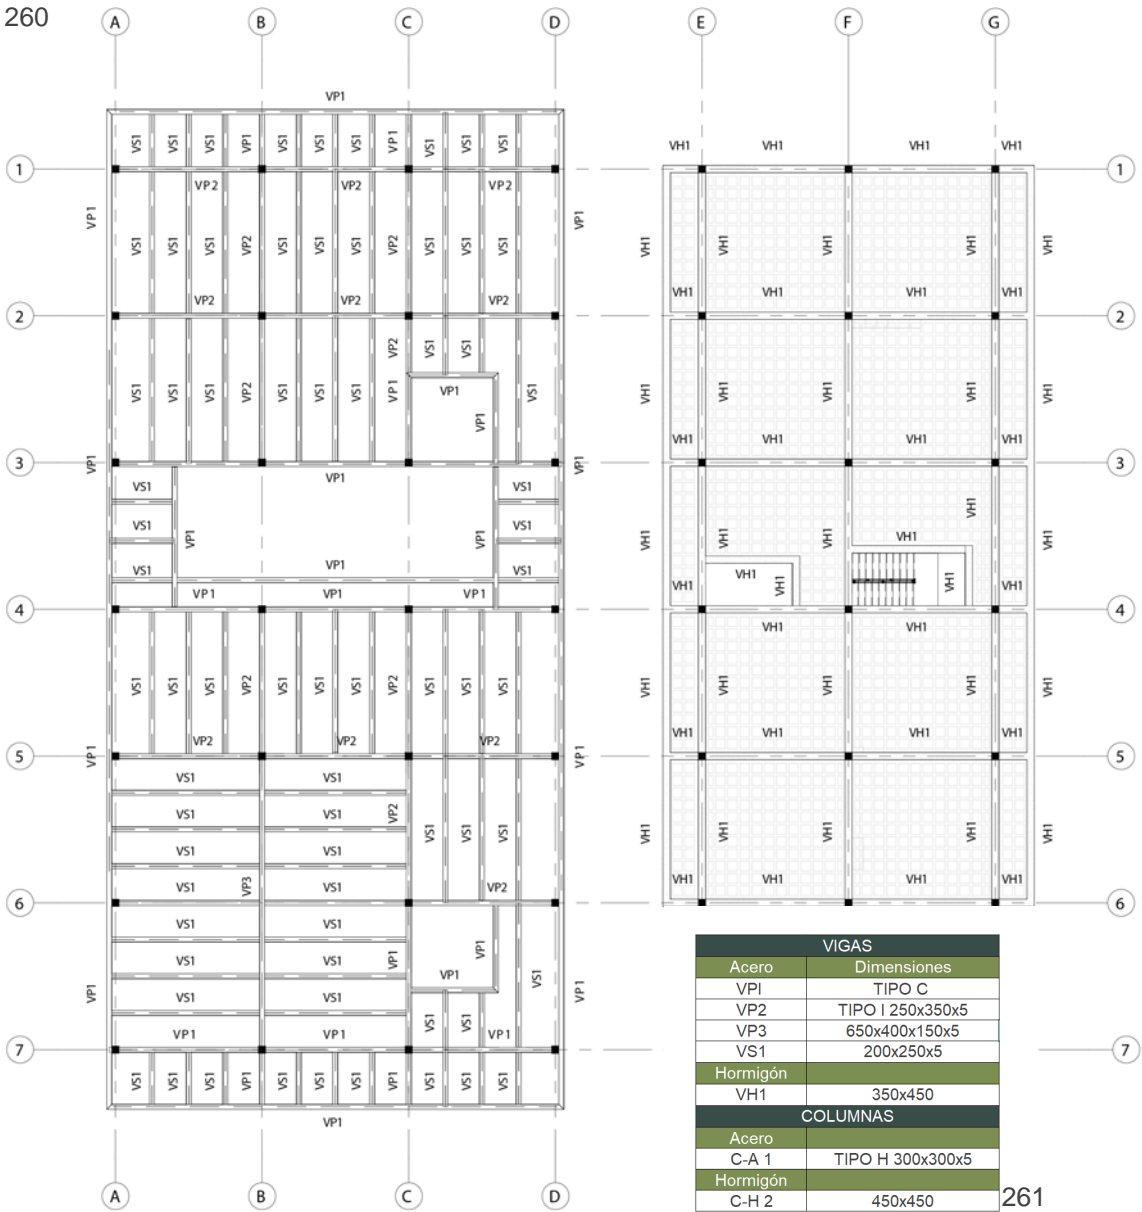 260
A B C D
VP1
VS1 VS1 VS1 VP1 VS1 VS1 VS1 VP1 VS1 VS1 VS1
1
VP2 VP2 VP2
VP1 VP1
VS1 VS1 VS1 VP2 VS1 VS1 VS1 VP2 VS1 VS1 VS1
VP2 VP2 VP2
2
VP2 VS1 VS1
VS1 VS1 VS1 VP2 VS1 VS1 VS1 VP1 VP1 VS1
VP1
3
VP1 VP1
VP1
VS1 VS1
VS1 VP1 VP1 VS1
VS1 VP1 VS1
VP1 VP1 VP1
4
VS1 VS1 VS1 VP2 VS1 VS1 VS1 VP2 VS1 VS1 VS1
VP2 VP2 VP2
5
VP1 VP1
VS1 VS1
VS1 VS1 VP2
VS1 VS1 VS1
VS1 VS1
VS1 VS1 VP3 VP2
6
VS1 VS1
VS1 VS1 VP1 VP1
VS1 VS1 VP1 VS1
VP1 VP1
VP1 VP1 VS1 VS1 VP1
7
VS1 VS1 VS1 VP1 VS1 VS1 VS1 VP1 VS1 VS1 VS1
VP1
A B C D
E F G
VH1 VH1 VH1 VH1
1
VH1 VH1 VH1 VH1 VH1
VH1 VH1 VH1 VH1
2
VH1 VH1 VH1 VH1 VH1
VH1 VH1 VH1 VH1
3
VH1
VH1 VH1 VH1 VH1 VH1
VH1 VH1 VH1 VH1 VH1
4
VH1 VH1
VH1 VH1 VH1 VH1 VH1
VH1 VH1 VH1 VH1
5
VH1 VH1 VH1 VH1 VH1
VH1 VH1 VH1 VH1
6
7
VIGAS
Acero Dimensiones
VPI TIPO C
VP2 TIPO I 250x350x5
VP3 650x400x150x5
VS1 200x250x5
Hormigón
VH1 350x450
COLUMNAS
Acero
C-A 1 TIPO H 300x300x5
Hormigón
C-H 2 450x450
261